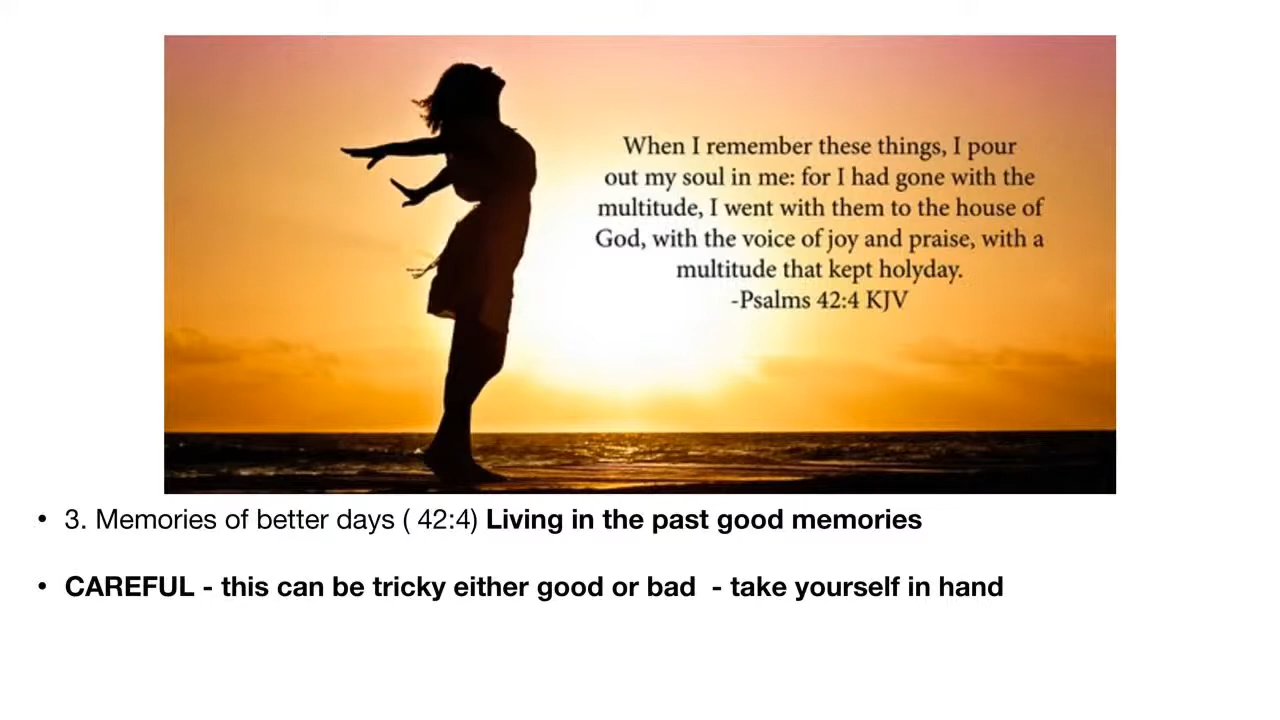 When I remember these things, I pour
out my soul in me: for I had gone with the
multitude, I went with them to the house of
God, with the voice of joy and praise, with a
multitude that kept holyday.
-Psalms 42:4 KJV
• 3. Memories of better days ( 42:4) Living in the past good memories
• CAREFUL - this can be tricky either good or bad  - take yourself in hand